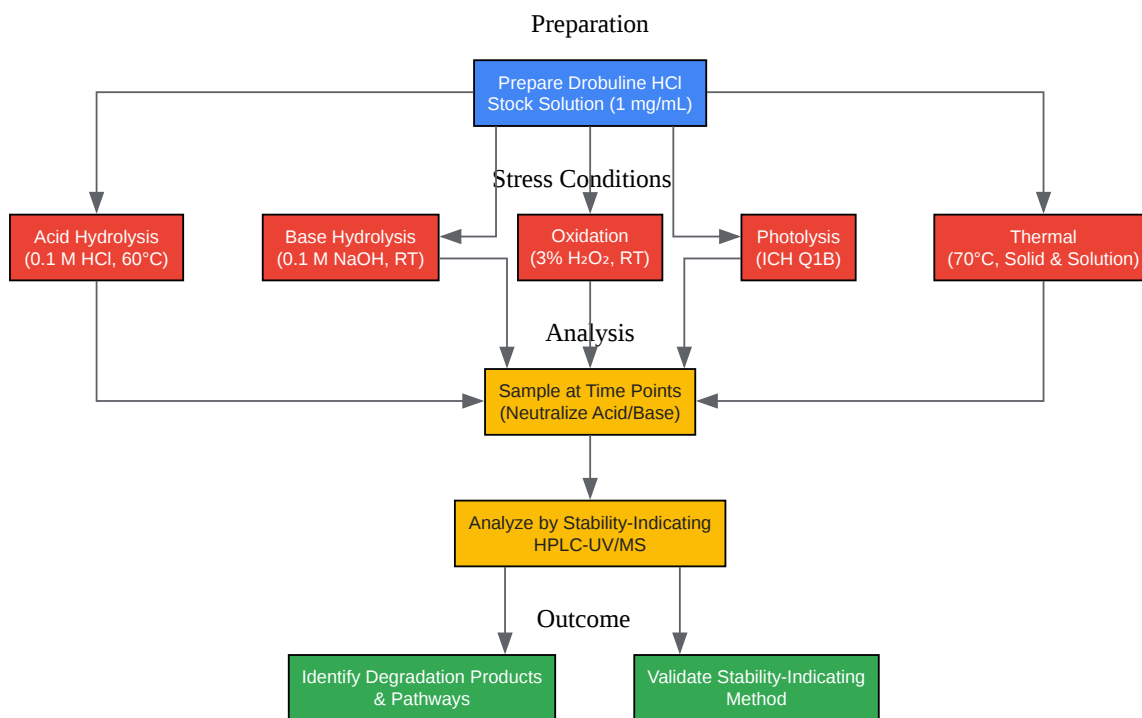 Preparation
Prepare Drobuline HCl
Stock Solution (1 mg/mL)
Stress Conditions
Acid Hydrolysis
(0.1 M HCl, 60°C)
Base Hydrolysis
(0.1 M NaOH, RT)
Oxidation
(3% H₂O₂, RT)
Photolysis
(ICH Q1B)
Thermal
(70°C, Solid & Solution)
Analysis
Sample at Time Points
(Neutralize Acid/Base)
Analyze by Stability-Indicating
HPLC-UV/MS
Outcome
Identify Degradation Products
& Pathways
Validate Stability-Indicating
Method